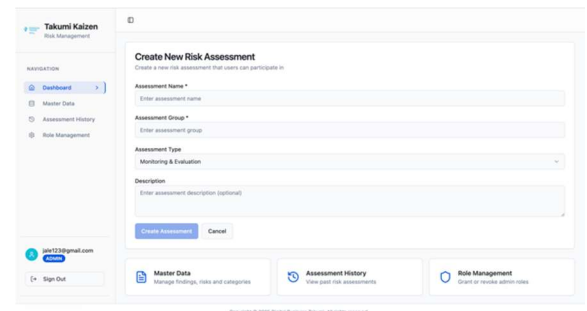 Takumi Kaizen
Risk Management
NAVIGATION
Dashboard
Master Data
Assessment History
Role Management
jale123@gmail.com
ADMIN
Sign Out
Create New Risk Assessment
Create a new risk assessment that users can participate in
Assessment Name *
Enter assessment name
Assessment Group *
Enter assessment group
Assessment Type
Monitoring & Evaluation
Description
Enter assessment description (optional)
Create Assessment
Cancel
Master Data
Manage findings, risks and categories
Assessment History
View past risk assessments
Role Management
Grant or revoke admin roles